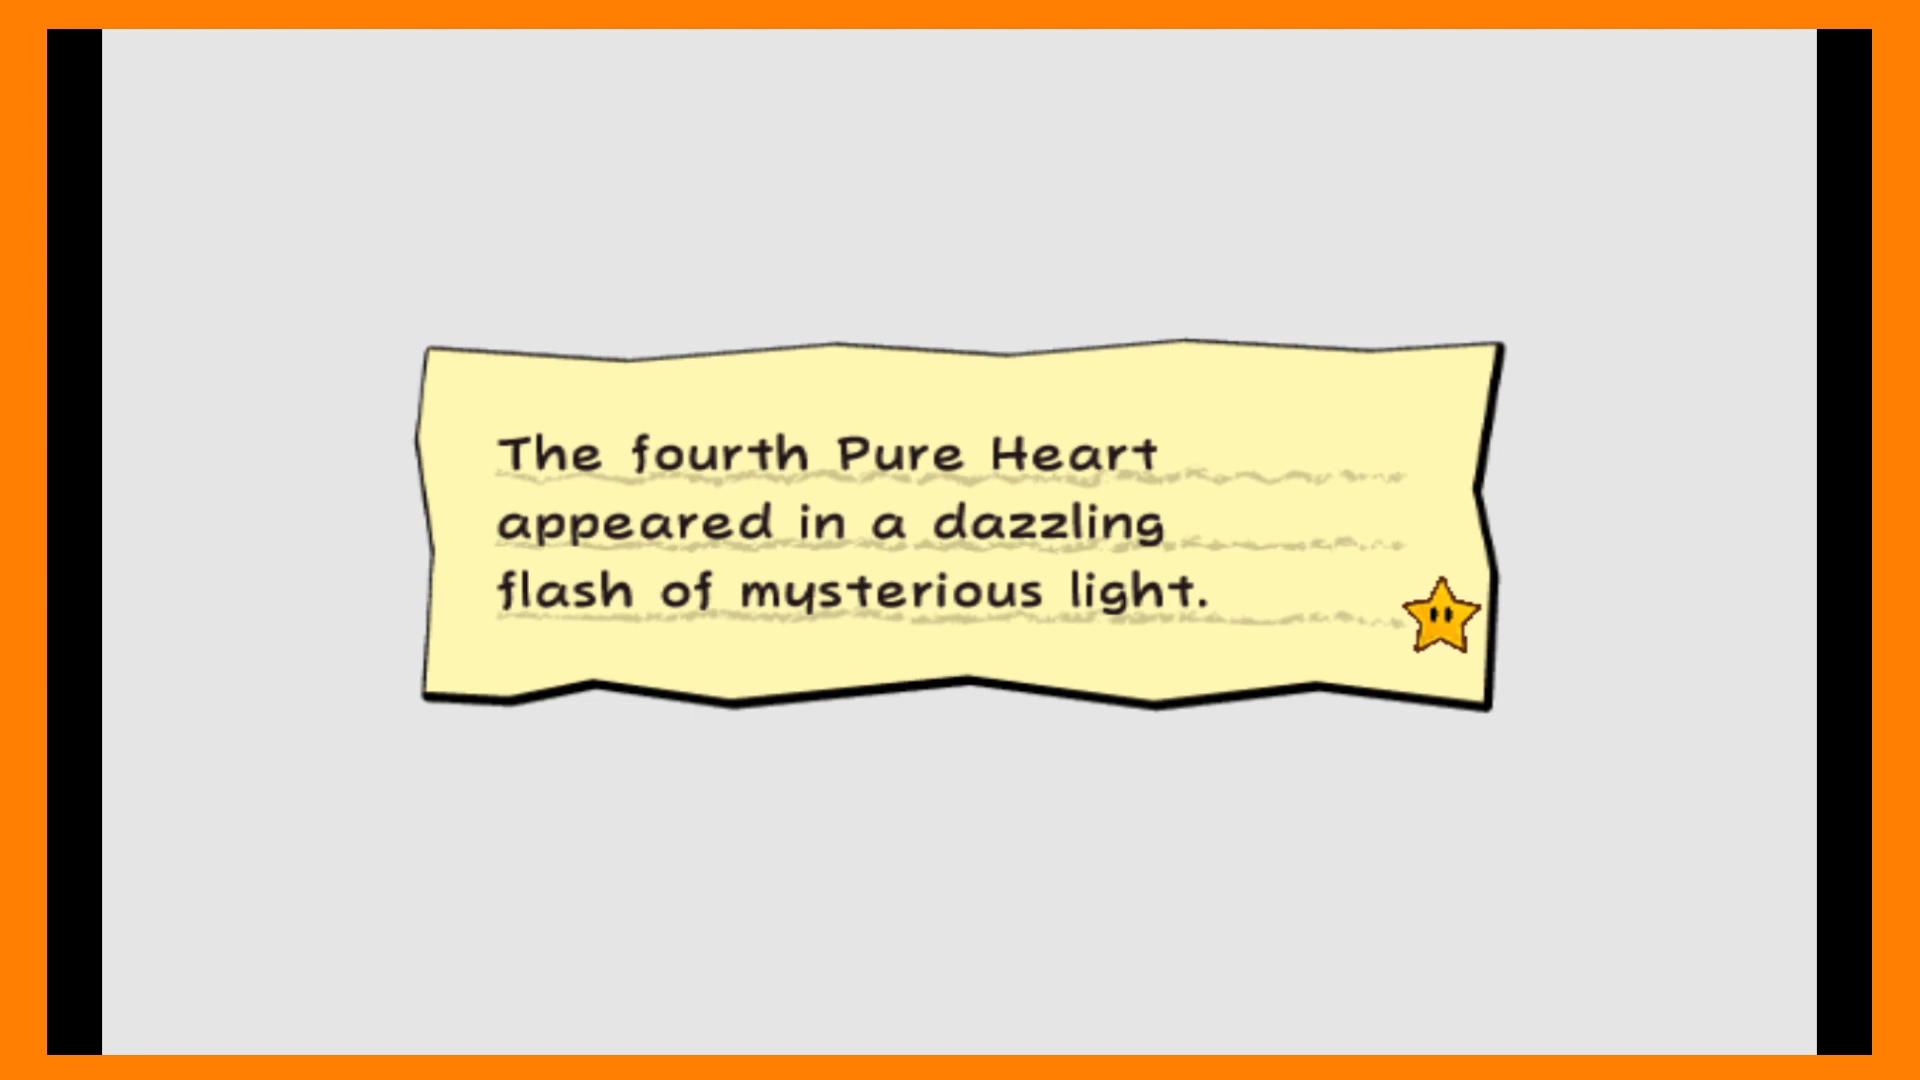 The fourth Pure Heart
appeared in a dazzling
flash of mysterious light.